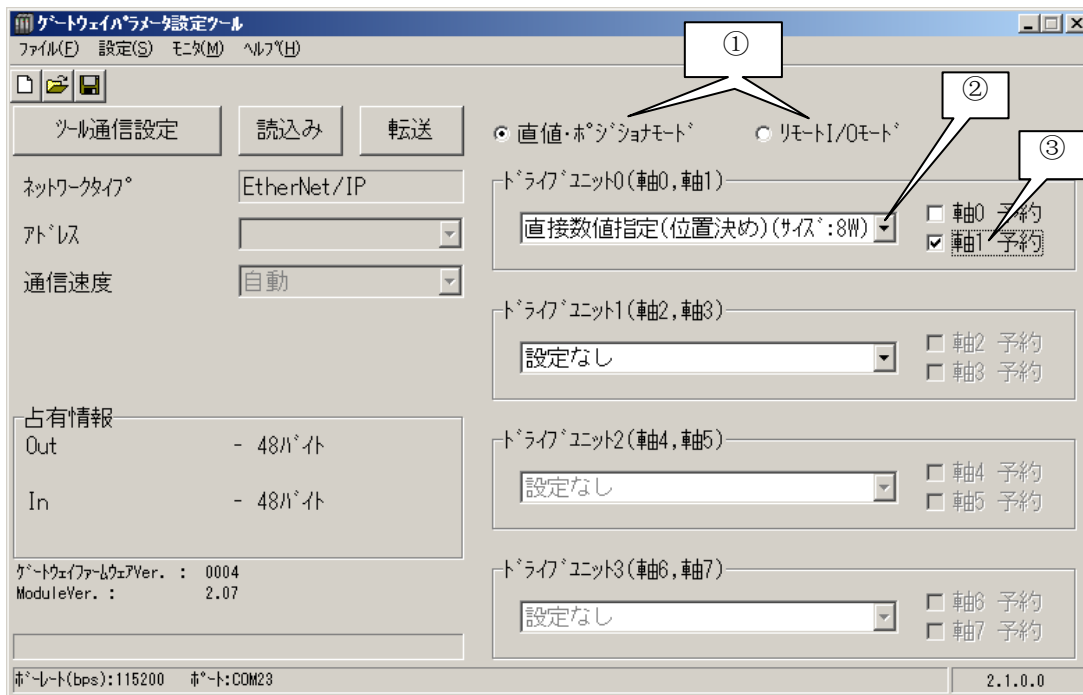 ｹﾞｰﾄｳｪｲﾊﾟﾗﾒｰﾀ設定ﾂｰﾙ
ﾌｧｲﾙ(F) 設定(S) ﾓﾆﾀ(M) ﾍﾙﾌﾟ(H)
①
②
③
ﾂｰﾙ通信設定 読込み 転送
直値・ﾎﾟｼﾞｼｮﾅﾓｰﾄﾞ ﾘﾓｰﾄI/Oﾓｰﾄﾞ
ﾈｯﾄﾜｰｸﾀｲﾌﾟ EtherNet/IP
ｱﾄﾞﾚｽ
通信速度 自動
ﾄﾞﾗｲﾌﾞﾕﾆｯﾄ0(軸0,軸1)
直接数値指定(位置決め)(ｻｲｽﾞ:8W)
軸0 予約
軸1 予約
ﾄﾞﾗｲﾌﾞﾕﾆｯﾄ1(軸2,軸3)
設定なし
軸2 予約
軸3 予約
占有情報
Out - 48ﾊﾞｲﾄ
In - 48ﾊﾞｲﾄ
ﾄﾞﾗｲﾌﾞﾕﾆｯﾄ2(軸4,軸5)
設定なし
軸4 予約
軸5 予約
ｹﾞｰﾄｳｪｲﾌｧｰﾑｳｪｱVer. : 0004
ModuleVer. : 2.07
ﾄﾞﾗｲﾌﾞﾕﾆｯﾄ3(軸6,軸7)
設定なし
軸6 予約
軸7 予約
ﾎﾞｰﾚｰﾄ(bps):115200 ﾎﾟｰﾄ:COM23 2.1.0.0